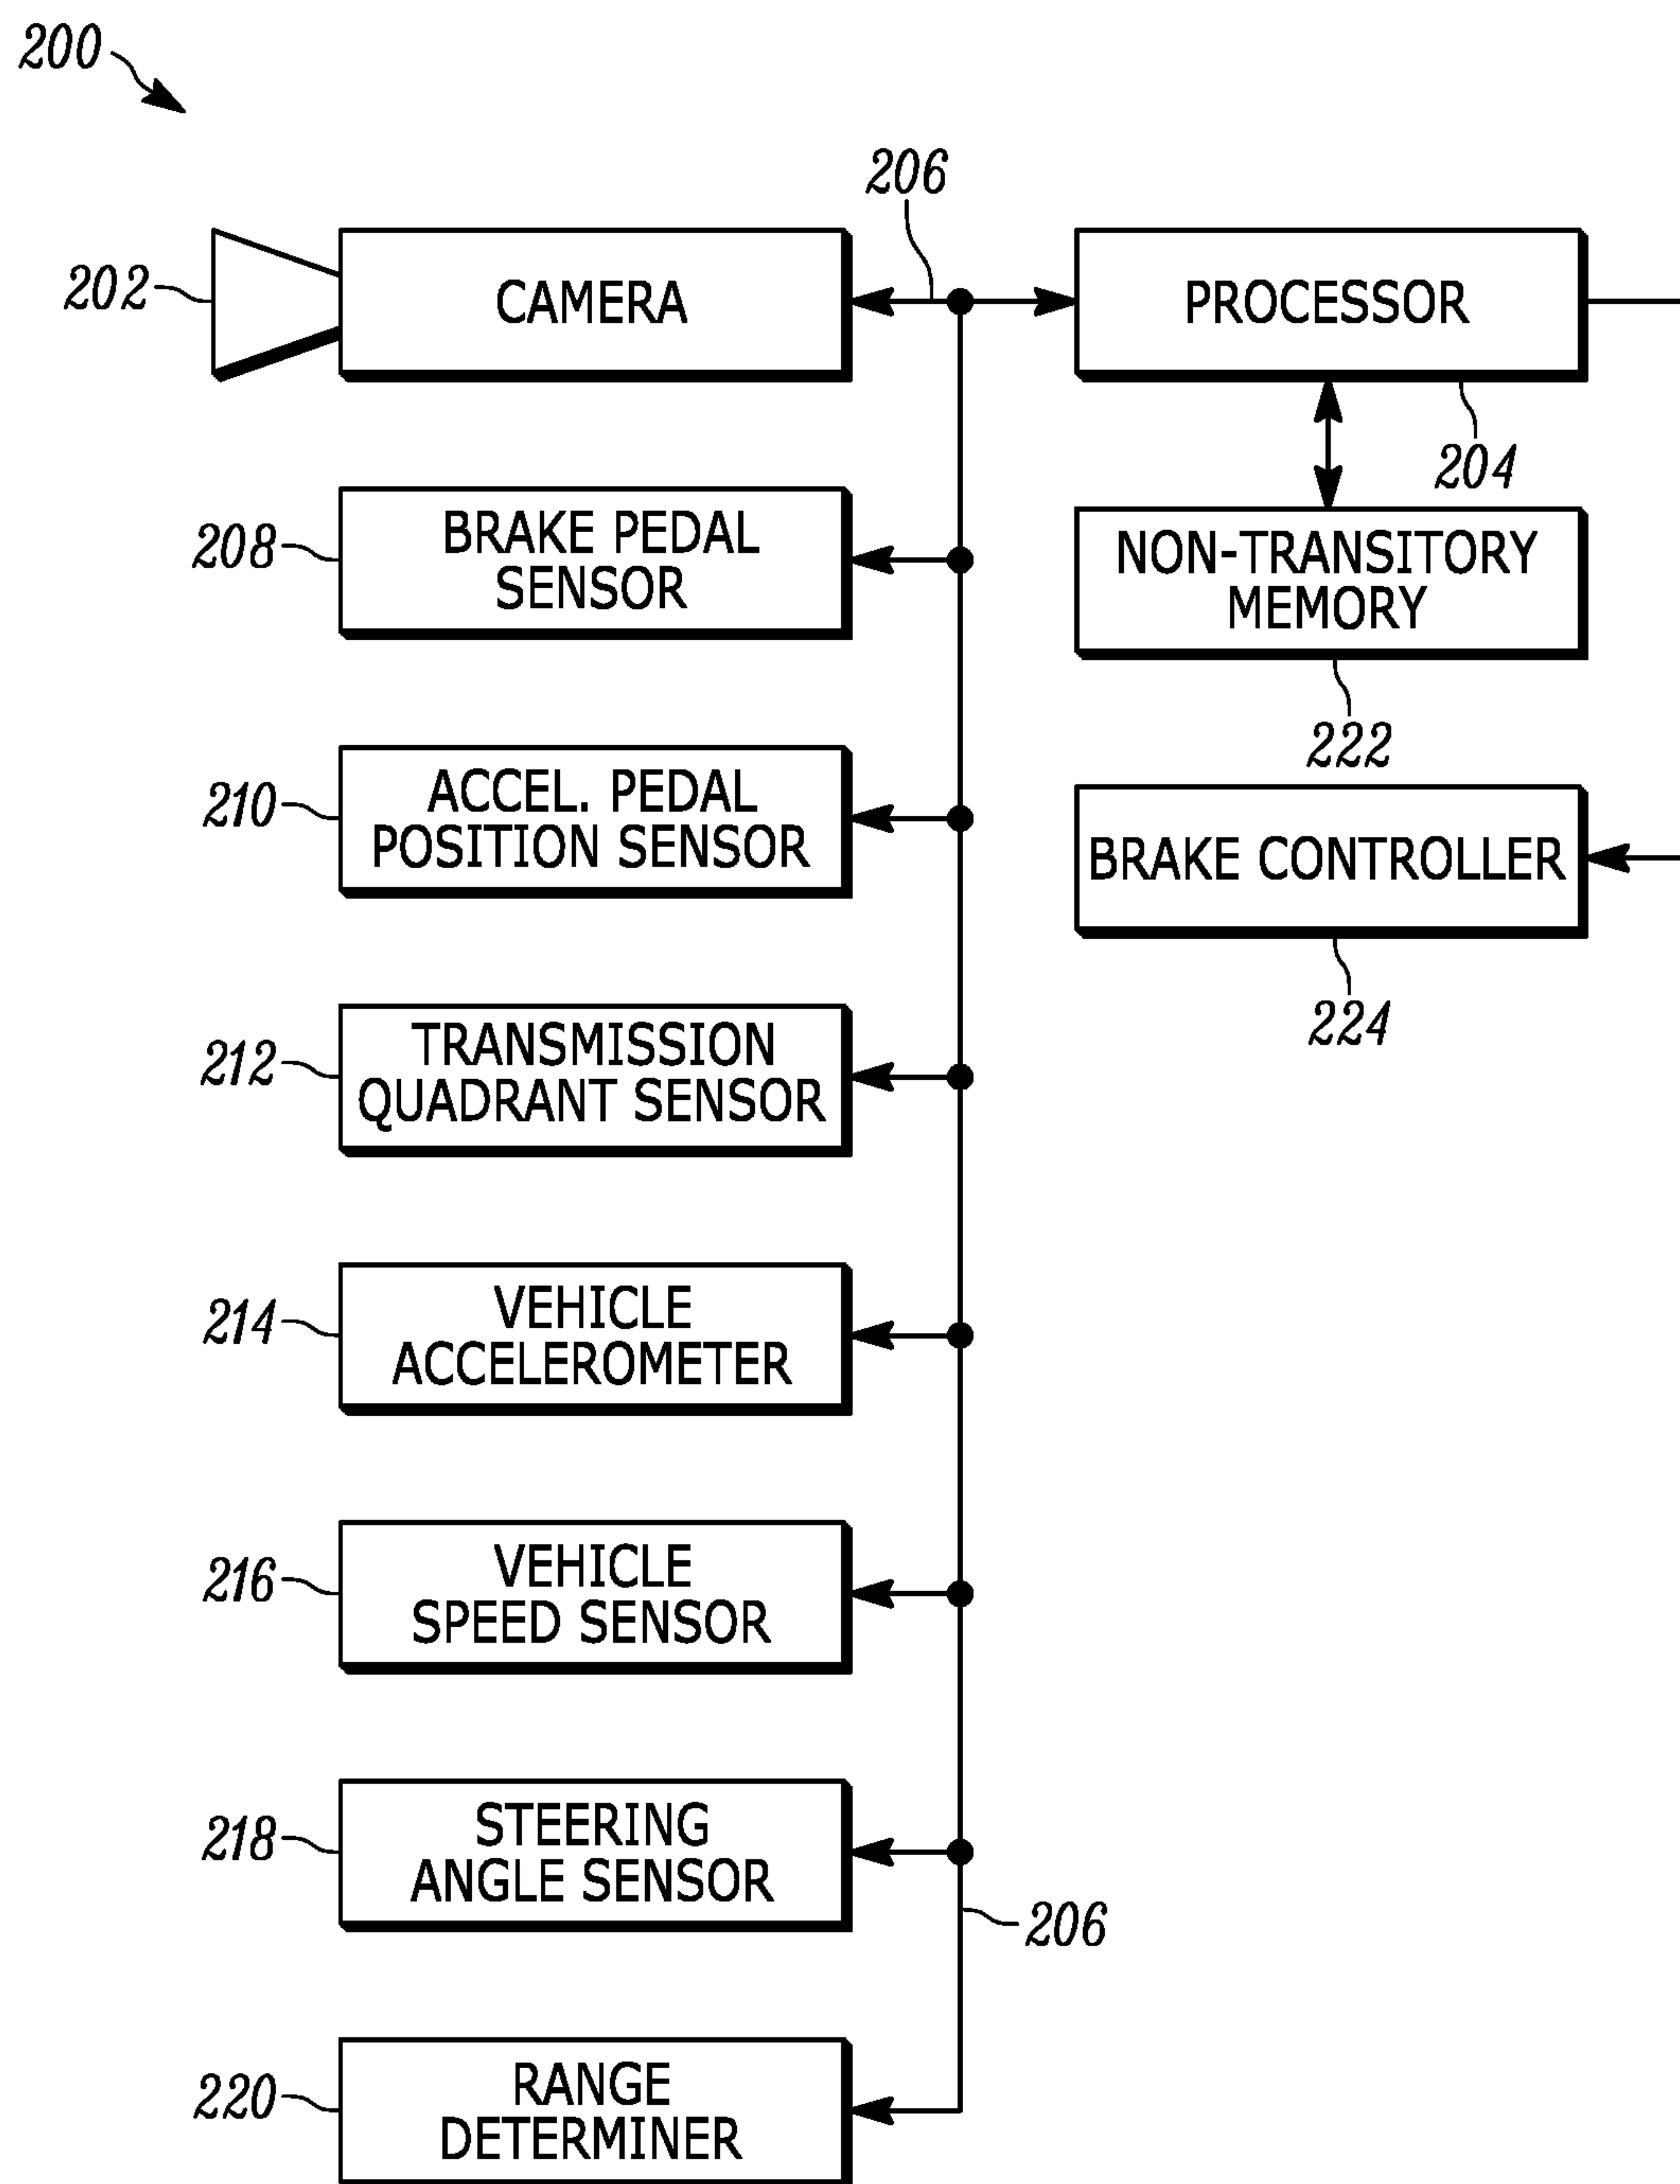 200
206
202
CAMERA
PROCESSOR
204
208
BRAKE PEDAL
SENSOR
NON-TRANSITORY
MEMORY
222
210
ACCEL. PEDAL
POSITION SENSOR
BRAKE CONTROLLER
224
212
TRANSMISSION
QUADRANT SENSOR
214
VEHICLE
ACCELEROMETER
216
VEHICLE
SPEED SENSOR
218
STEERING
ANGLE SENSOR
206
220
RANGE
DETERMINER